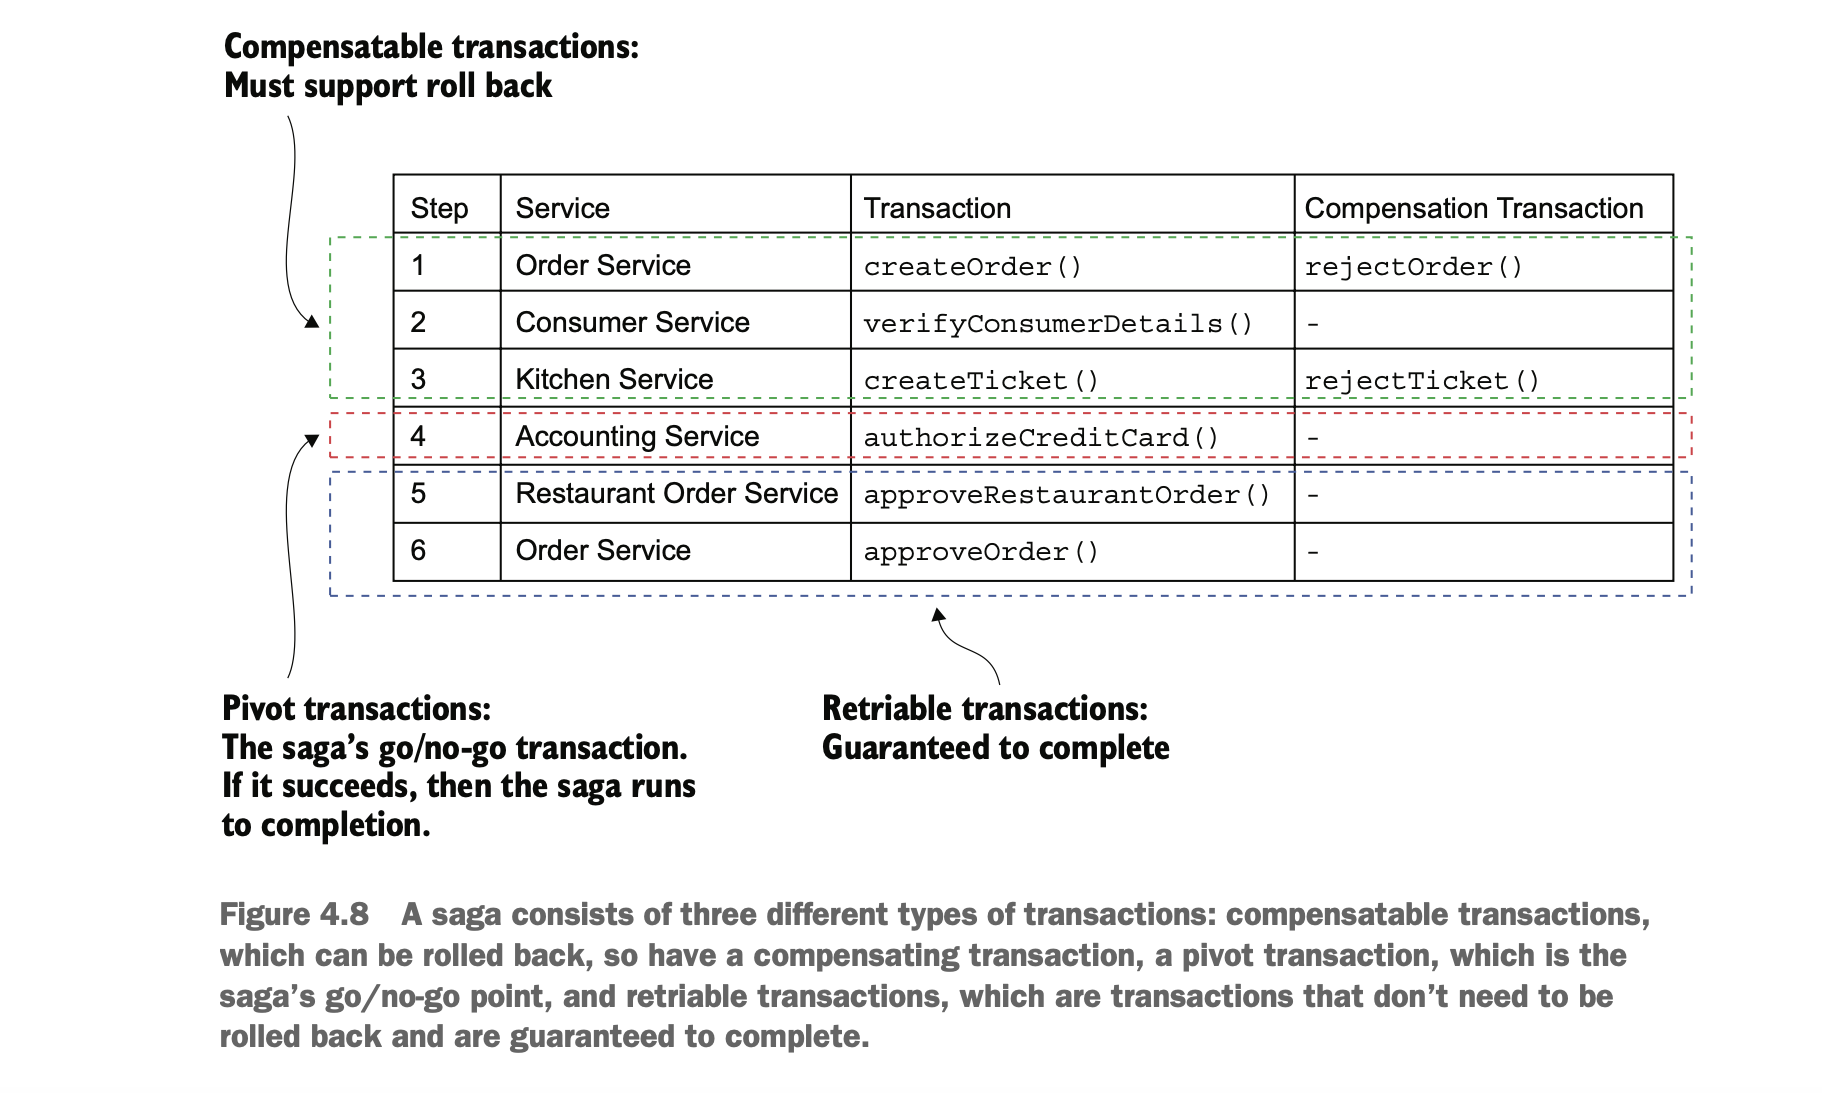 Compensatable transactions:
Must support roll back
Step Service Transaction Compensation Transaction
1 Order Service createOrder() rejectOrder()
2 Consumer Service verifyConsumerDetails() -
3 Kitchen Service createTicket() rejectTicket()
4 Accounting Service authorizeCreditCard() -
5 Restaurant Order Service approveRestaurantOrder() -
6 Order Service approveOrder() -
Pivot transactions:
The saga’s go/no-go transaction.
If it succeeds, then the saga runs
to completion.
Retriable transactions:
Guaranteed to complete
Figure 4.8 A saga consists of three different types of transactions: compensatable transactions,
which can be rolled back, so have a compensating transaction, a pivot transaction, which is the
saga’s go/no-go point, and retriable transactions, which are transactions that don’t need to be
rolled back and are guaranteed to complete.